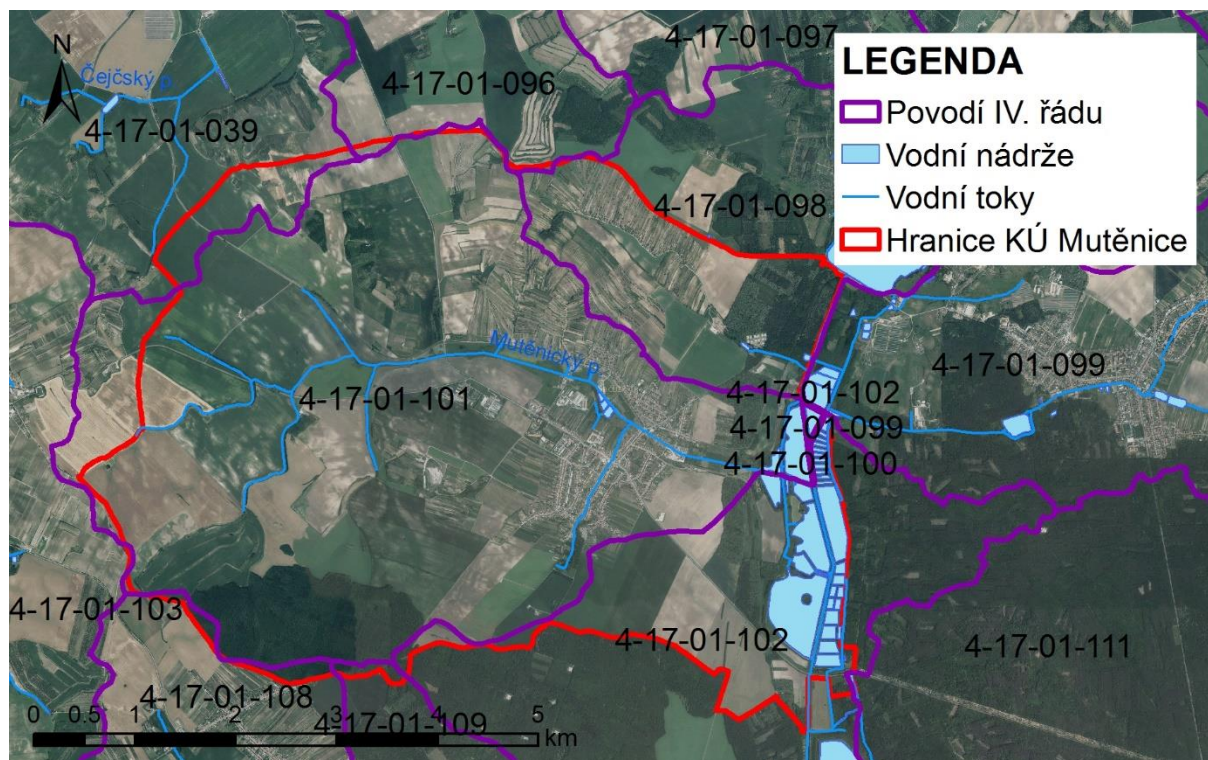 N
Čejčský p.
4-17-01-039
4-17-01-096
4-17-01-097
LEGENDA
Povodí IV. řádu
Vodní nádrže
Vodní toky
Hranice KÚ Mutěnice
4-17-01-098
Mutěnický p.
4-17-01-099
4-17-01-101
4-17-01-102
4-17-01-099
4-17-01-100
4-17-01-103
4-17-01-102
4-17-01-111
4-17-01-108
4-17-01-109
0 0.5 1 2 3 4 5
km